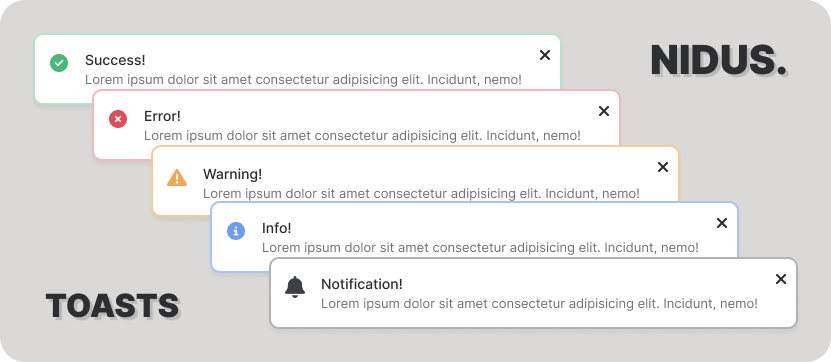 Success!
Lorem ipsum dolor sit amet consectetur adipisicing elit. Incidunt, nemo!
NIDUS.
Error!
Lorem ipsum dolor sit amet consectetur adipisicing elit. Incidunt, nemo!
Warning!
Lorem ipsum dolor sit amet consectetur adipisicing elit. Incidunt, nemo!
Info!
Lorem ipsum dolor sit amet consectetur adipisicing elit. Incidunt, nemo!
Notification!
Lorem ipsum dolor sit amet consectetur adipisicing elit. Incidunt, nemo!
TOASTS